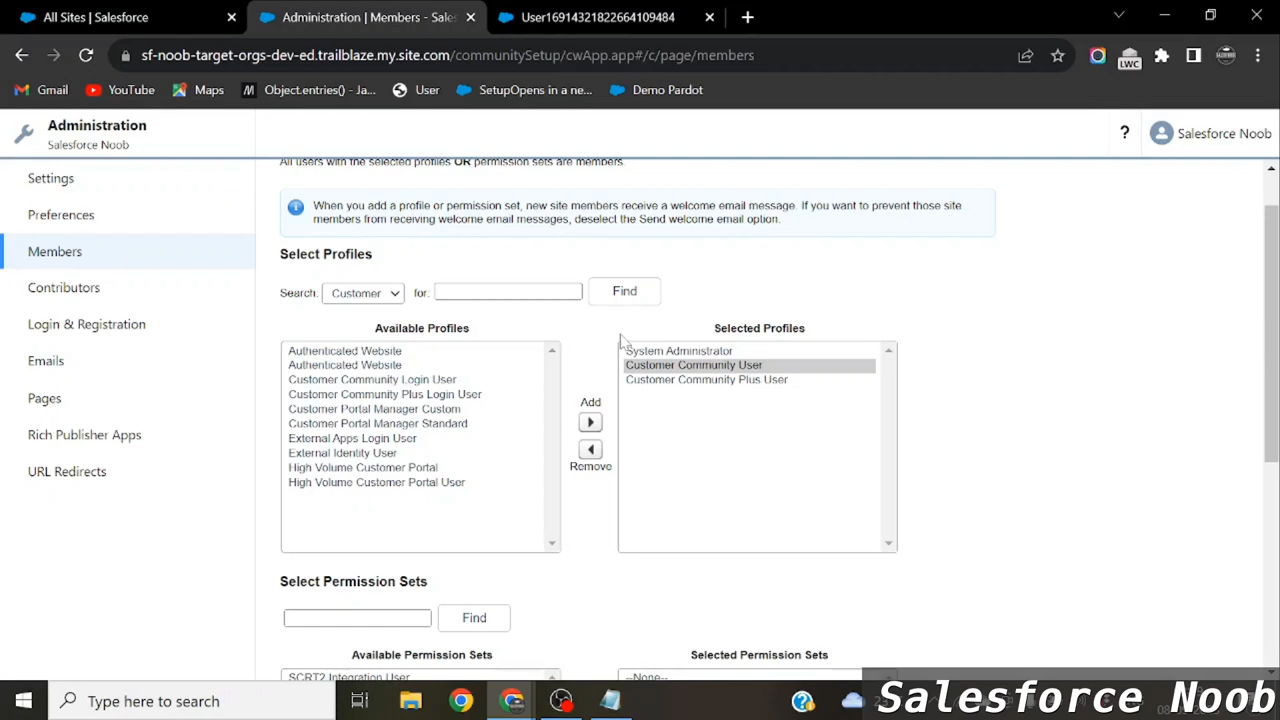 All Sites | Salesforce
Administration | Members - Sales
User16914321822664109484
sf-noob-target-orgs-dev-ed.trailblaze.my.site.com/communitySetup/cwApp.app#/c/page/members
LWC
Gmail
YouTube
Maps
Object.entries() - Ja...
User
SetupOpens in a ne...
Demo Pardot
Administration
Salesforce Noob
?
Salesforce Noob
Settings
Preferences
Members
Contributors
Login & Registration
Emails
Pages
Rich Publisher Apps
URL Redirects
All users with the selected profiles OR permission sets are members.
When you add a profile or permission set, new site members receive a welcome email message. If you want to prevent those site
members from receiving welcome email messages, deselect the Send welcome email option.
Select Profiles
Search: Customer for: Find
Available Profiles
Authenticated Website
Authenticated Website
Customer Community Login User
Customer Community Plus Login User
Customer Portal Manager Custom
Customer Portal Manager Standard
External Apps Login User
External Identity User
High Volume Customer Portal
High Volume Customer Portal User
Add
Remove
Selected Profiles
System Administrator
Customer Community User
Customer Community Plus User
Select Permission Sets
Find
Available Permission Sets
SCRT2 Integration User
Selected Permission Sets
--None--
Type here to search
Salesforce Noob